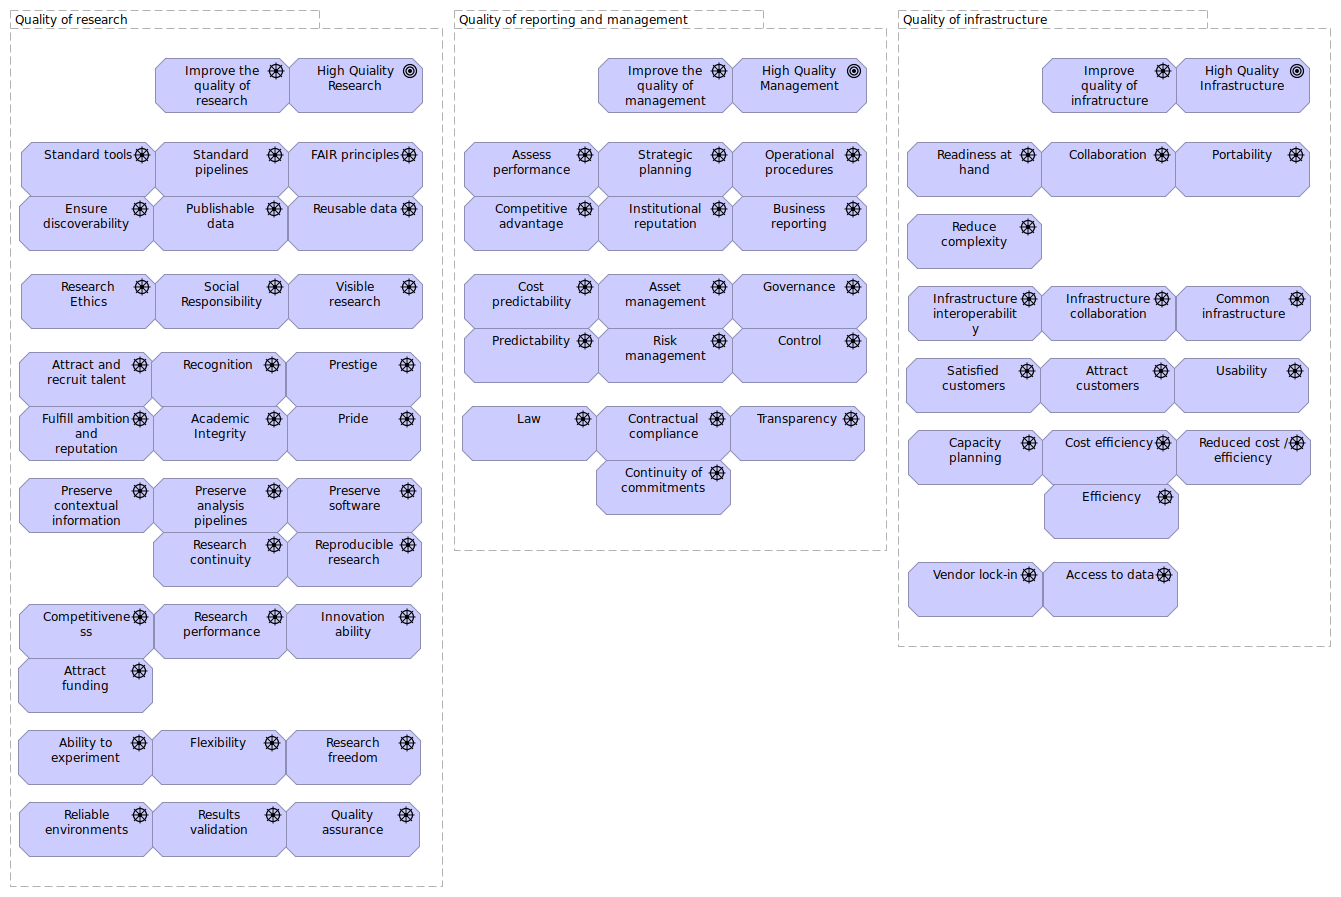 Quality of research
Improve the
quality of
research
High Quiality
Research
Standard tools
Standard
pipelines
FAIR principles
Ensure
discoverability
Publishable
data
Reusable data
Research
Ethics
Social
Responsibility
Visible
research
Attract and
recruit talent
Recognition
Prestige
Fulfill ambition
and
reputation
Academic
Integrity
Pride
Preserve
contextual
information
Preserve
analysis
pipelines
Preserve
software
Research
continuity
Reproducible
research
Competitivene
ss
Research
performance
Innovation
ability
Attract
funding
Ability to
experiment
Flexibility
Research
freedom
Reliable
environments
Results
validation
Quality
assurance
Quality of reporting and management
Improve the
quality of
management
High Quality
Management
Assess
performance
Strategic
planning
Operational
procedures
Competitive
advantage
Institutional
reputation
Business
reporting
Cost
predictability
Asset
management
Governance
Predictability
Risk
management
Control
Law
Contractual
compliance
Transparency
Continuity of
commitments
Quality of infrastructure
Improve
quality of
infratructure
High Quality
Infrastructure
Readiness at
hand
Collaboration
Portability
Reduce
complexity
Infrastructure
interoperabilit
y
Infrastructure
collaboration
Common
infrastructure
Satisfied
customers
Attract
customers
Usability
Capacity
planning
Cost efficiency
Reduced cost /
efficiency
Efficiency
Vendor lock-in
Access to data